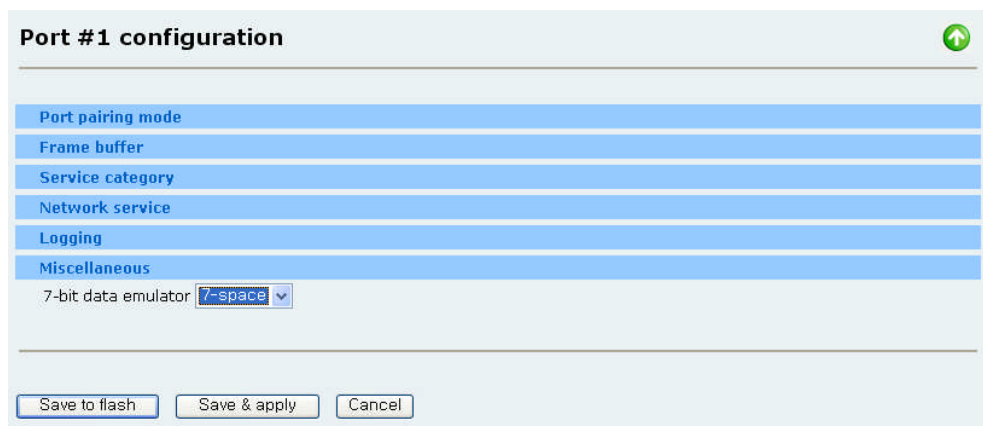 Port #1 configuration
Port pairing mode
Frame buffer
Service category
Network service
Logging
Miscellaneous
7-bit data emulator 7-space
Save to flash Save & apply Cancel